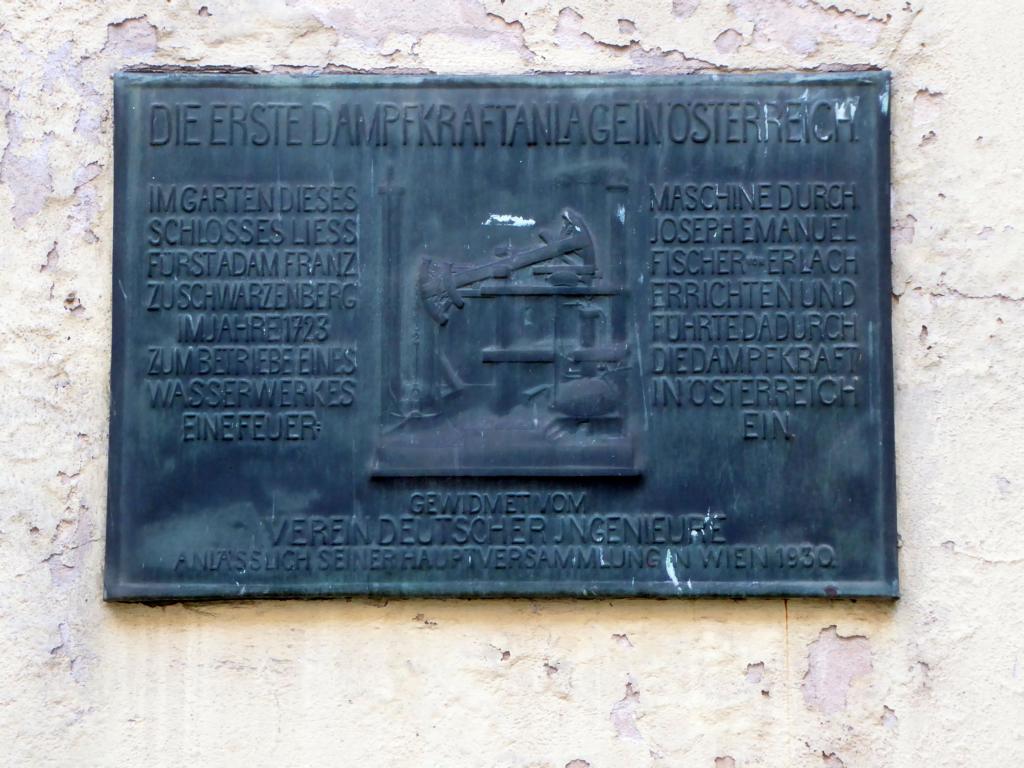 DIE ERSTE DAMPFKRAFTANLAGE IN ÖSTERREICH.
IM GARTEN DIESES
SCHLOSSES LIESS
FÜRST ADAM FRANZ
ZU SCHWARZENBERG
IM JAHRE 1723
ZUM BETRIEBE EINES
WASSERWERKES
EINE FEUER=
MASCHINE DURCH
JOSEPH EMANUEL
FISCHER VON ERLACH
ERRICHTEN UND
FÜHRTE DADURCH
DIE DAMPFKRAFT
IN ÖSTERREICH
EIN.
GEWIDMET VOM
VEREIN DEUTSCHER JNGENIEURE
ANLÄSSLICH SEINER HAUPTVERSAMMLUNG IN WIEN 1930.